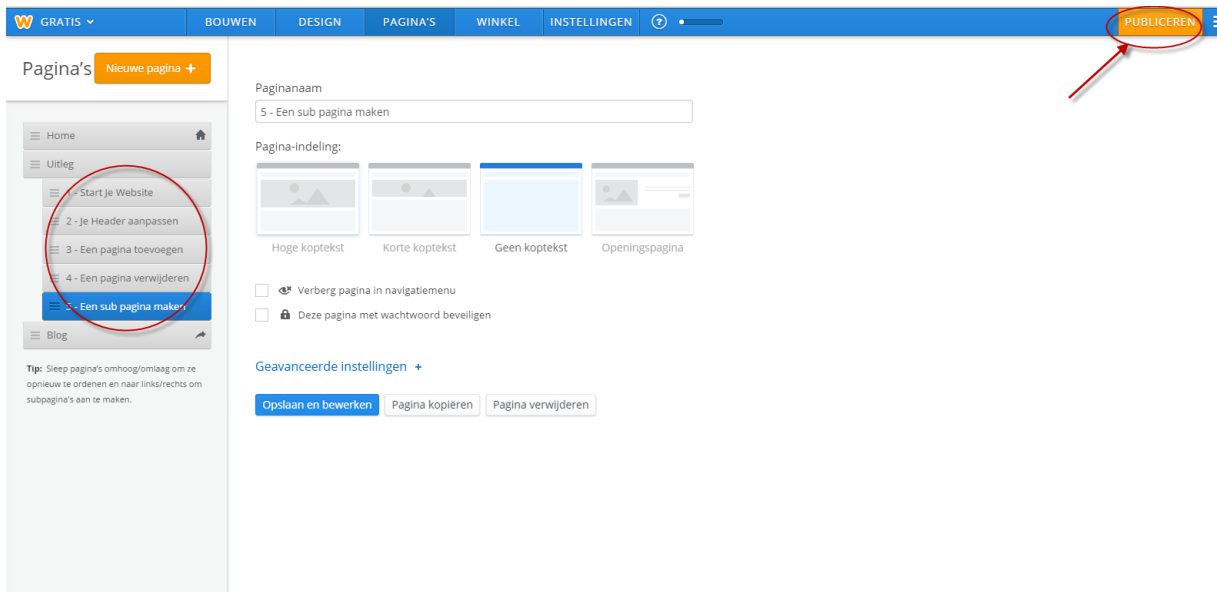 GRATIS
BOUWEN
DESIGN
PAGINA'S
WINKEL
INSTELLINGEN
?
PUBLICEREN
Pagina's
Nieuwe pagina +
Home
Uitleg
1 - Start Je Website
2 - Je Header aanpassen
3 - Een pagina toevoegen
4 - Een pagina verwijderen
5 - Een sub pagina maken
Blog
Tip: Sleep pagina's omhoog/omlaag om ze
opnieuw te ordenen en naar links/rechts om
subpagina's aan te maken.
Paginanaam
5 - Een sub pagina maken
Pagina-indeling:
Hoge koptekst
Korte koptekst
Geen koptekst
Openingspagina
Verberg pagina in navigatiemenu
Deze pagina met wachtwoord beveiligen
Geavanceerde instellingen +
Opslaan en bewerken
Pagina kopiëren
Pagina verwijderen